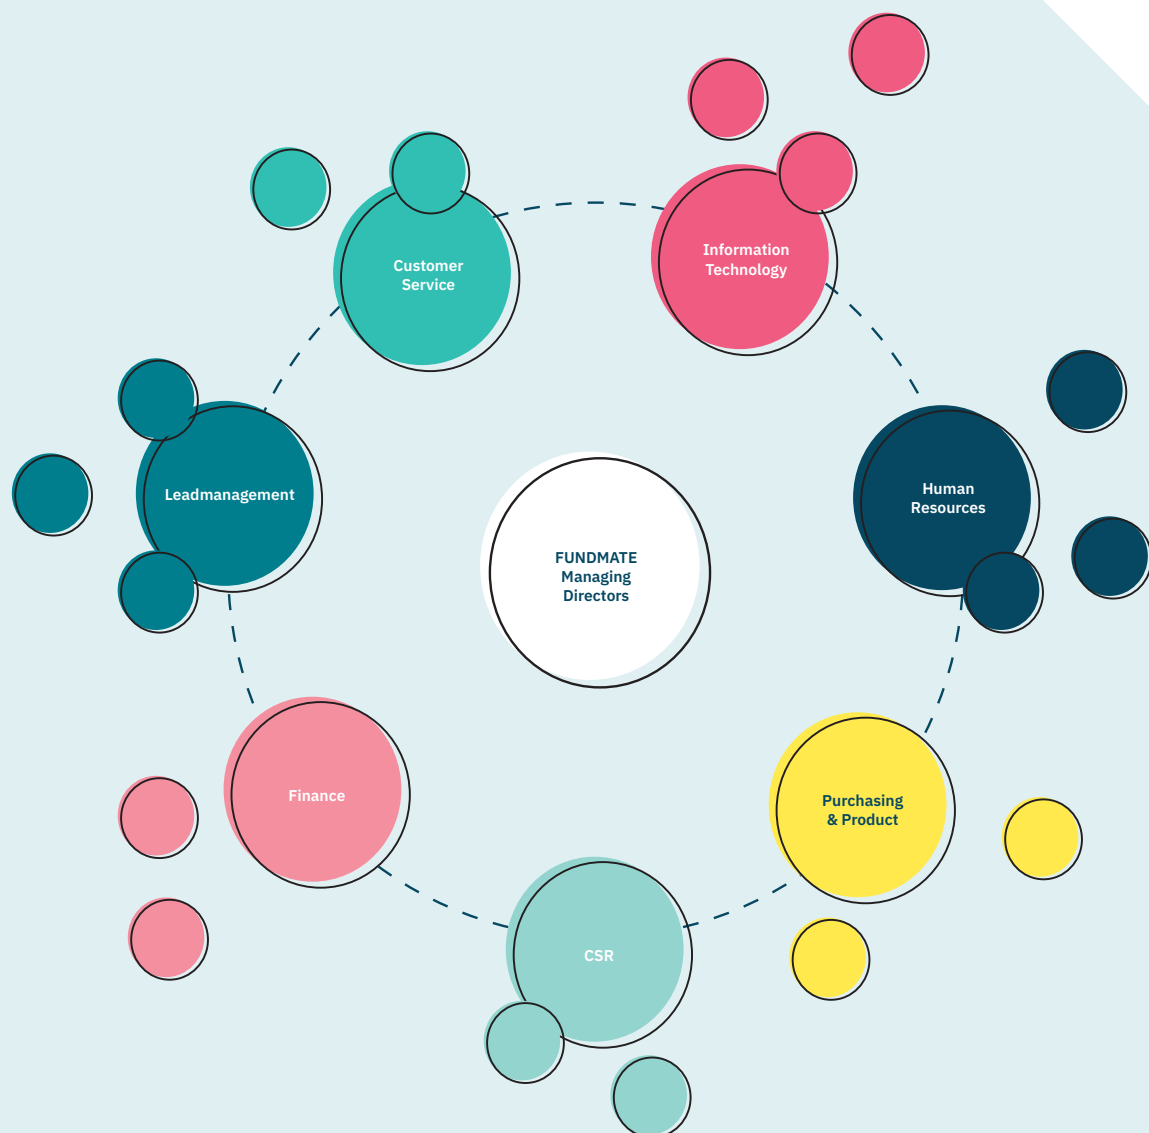 Information
Technology
Customer
Service
Human
Resources
Leadmanagement
FUNDMATE
Managing
Directors
Finance
Purchasing
& Product
CSR